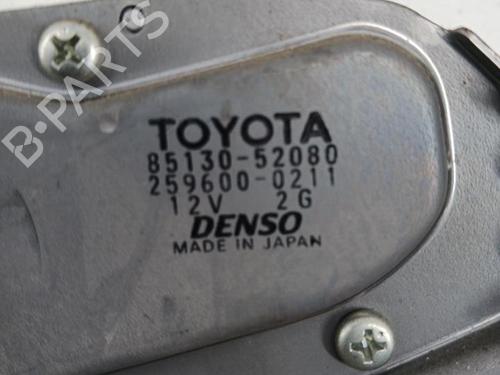 B-Parts
TOYOTA
85130-52080
259600-0211
12V 2G
DENSO
MADE IN JAPAN